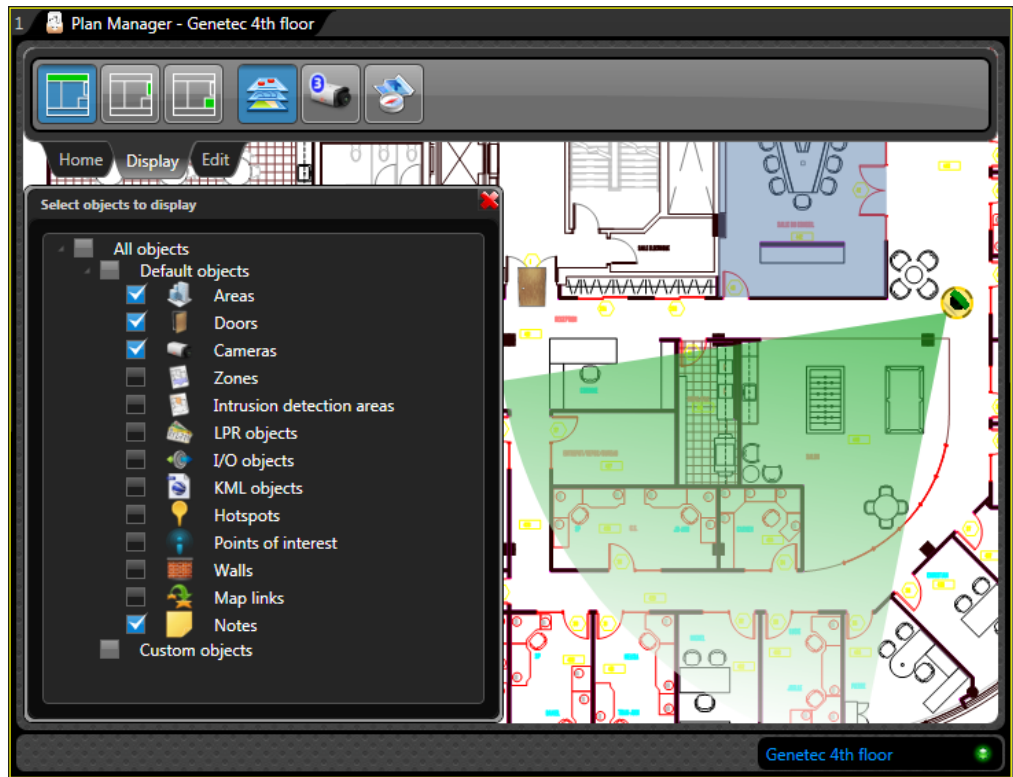 1 Plan Manager - Genetec 4th floor
3
Home Display Edit
Select objects to display
All objects
Default objects
Areas
Doors
Cameras
Zones
Intrusion detection areas
LPR objects
I/O objects
KML objects
Hotspots
Points of interest
Walls
Map links
Notes
Custom objects
Genetec 4th floor